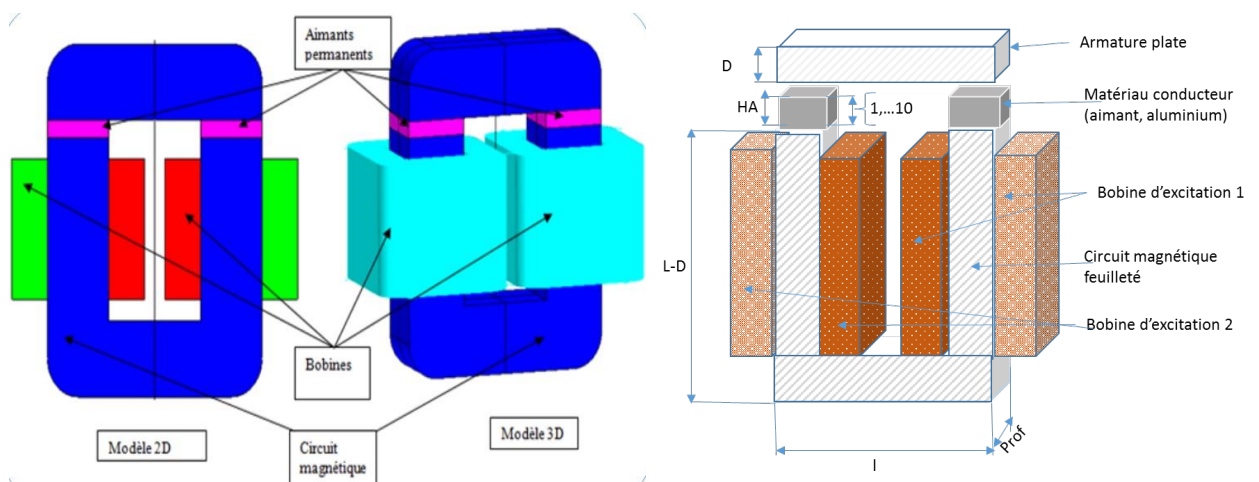 Aimants
permanents
Bobines
Modèle 2D
Modèle 3D
Circuit
magnétique
D
HA
1,...10
L-D
l
Prof
Armature plate
Matériau conducteur
(aimant, aluminium)
Bobine d'excitation 1
Circuit magnétique
feuilleté
Bobine d'excitation 2